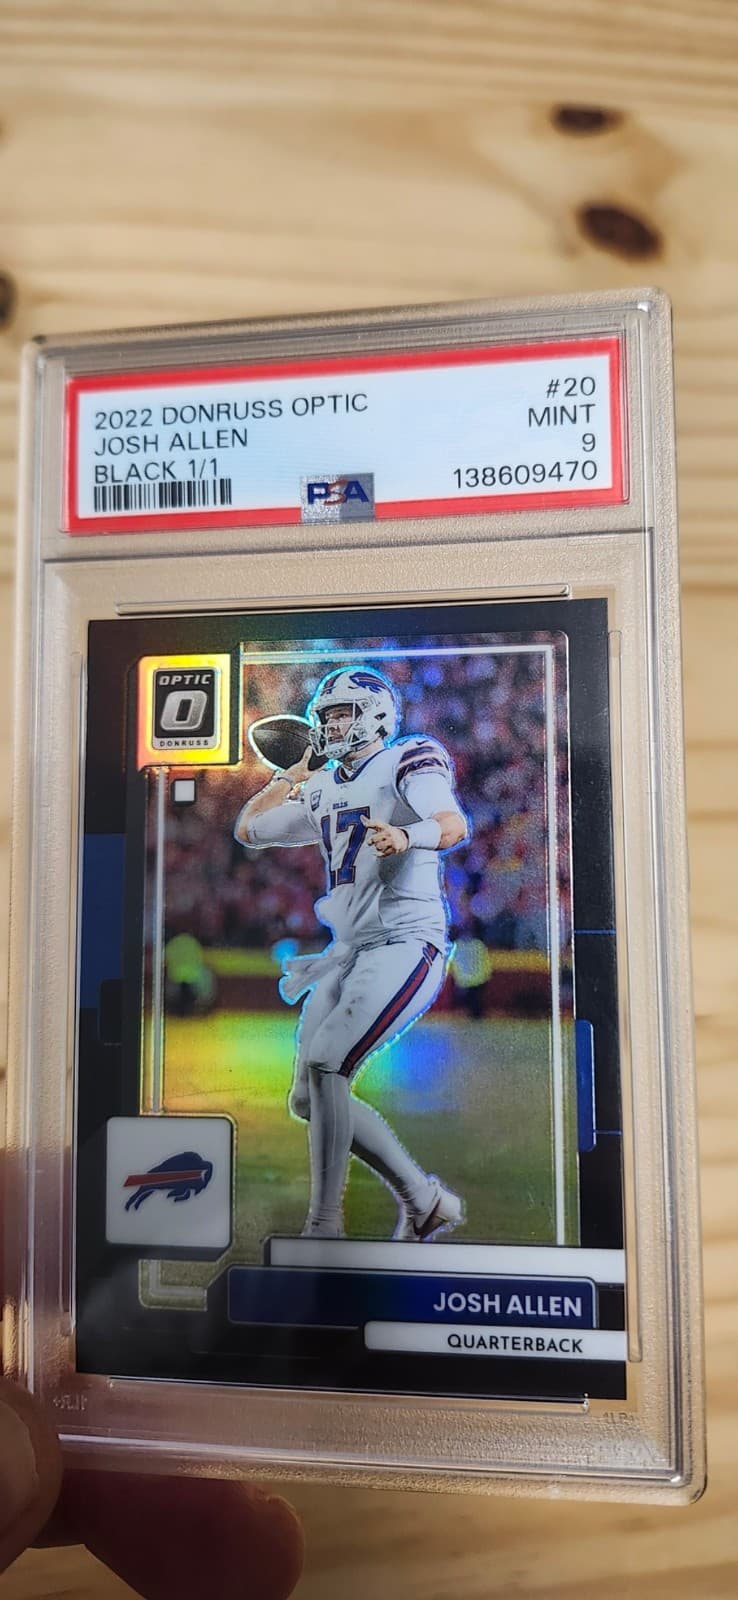 2022 DONRUSS OPTIC #20
JOSH ALLEN MINT
BLACK 1/1 9
PSA 138609470
OPTIC
O
DONRUSS
BILLS
17
JOSH ALLEN
QUARTERBACK